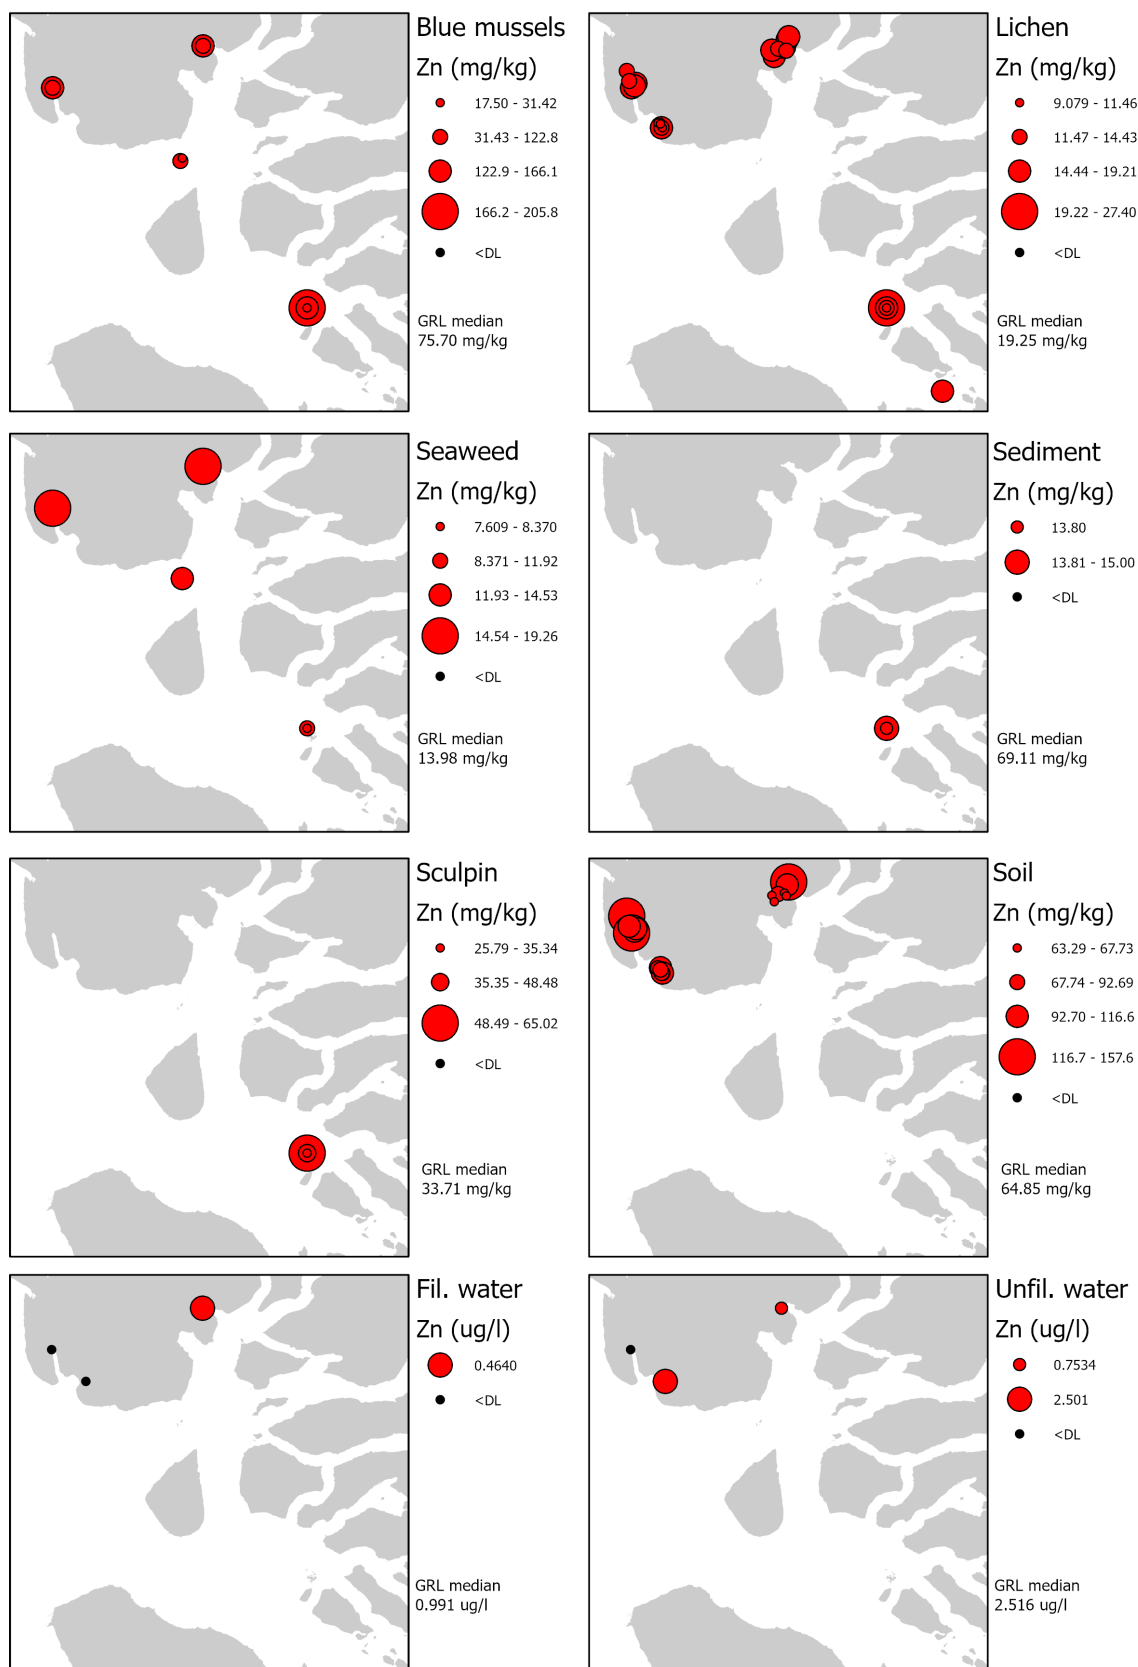 Blue mussels
Zn (mg/kg)
17.50 - 31.42
31.43 - 122.8
122.9 - 166.1
166.2 - 205.8
<DL
GRL median
75.70 mg/kg
Lichen
Zn (mg/kg)
9.079 - 11.46
11.47 - 14.43
14.44 - 19.21
19.22 - 27.40
<DL
GRL median
19.25 mg/kg
Seaweed
Zn (mg/kg)
7.609 - 8.370
8.371 - 11.92
11.93 - 14.53
14.54 - 19.26
<DL
GRL median
13.98 mg/kg
Sediment
Zn (mg/kg)
13.80
13.81 - 15.00
<DL
GRL median
69.11 mg/kg
Sculpin
Zn (mg/kg)
25.79 - 35.34
35.35 - 48.48
48.49 - 65.02
<DL
GRL median
33.71 mg/kg
Soil
Zn (mg/kg)
63.29 - 67.73
67.74 - 92.69
92.70 - 116.6
116.7 - 157.6
<DL
GRL median
64.85 mg/kg
Fil. water
Zn (ug/l)
0.4640
<DL
GRL median
0.991 ug/l
Unfil. water
Zn (ug/l)
0.7534
2.501
<DL
GRL median
2.516 ug/l